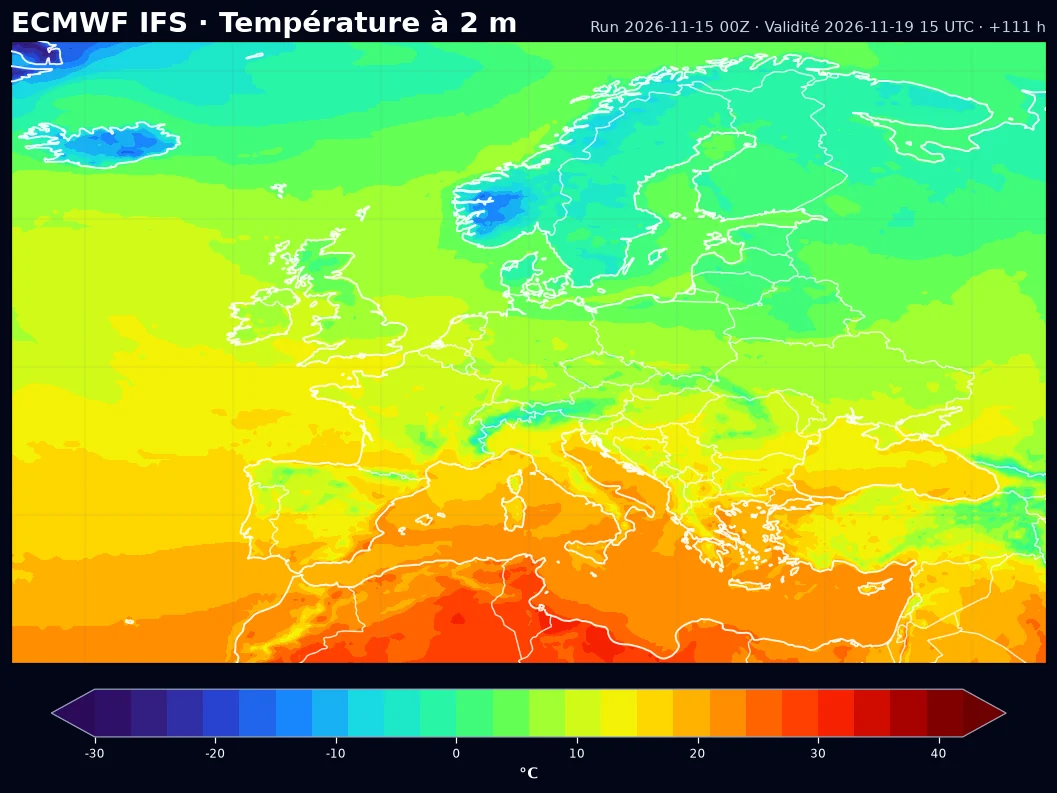 ECMWF IFS · Température à 2 m
Run 2026-11-15 00Z · Validité 2026-11-19 15 UTC · +111 h
-30 -20 -10 0 10 20 30 40
°C